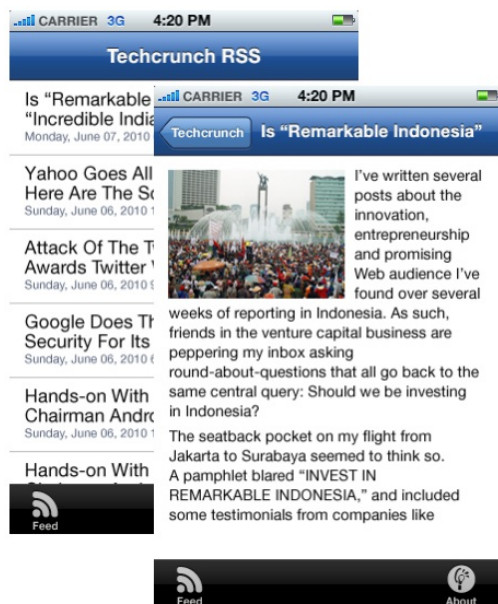 CARRIER 3G 4:20 PM
Techcrunch RSS
Is “Remarkable
“Incredible India
Monday, June 07, 2010
Yahoo Goes All
Here Are The
Sunday, June 06, 2010 1
Attack Of The
Awards Twitter
Sunday, June 06, 2010
Google Does
Security For Its
Sunday, June 06, 2010
Hands-on With
Chairman
Sunday, June 06, 2010 1
Hands-on With
Feed
CARRIER 3G 4:20 PM
Techcrunch
Is “Remarkable Indonesia”
I've written several
posts about the
innovation,
entrepreneurship
and promising
Web audience I've
found over several
weeks of reporting in Indonesia. As such,
friends in the venture capital business are
peppering my inbox asking
round-about-questions that all go back to the
same central query: Should we be investing
in Indonesia?
The seatback pocket on my flight from
Jakarta to Surabaya seemed to think so.
A pamphlet blared “INVEST IN
REMARKABLE INDONESIA,” and included
some testimonials from companies like
Feed
About